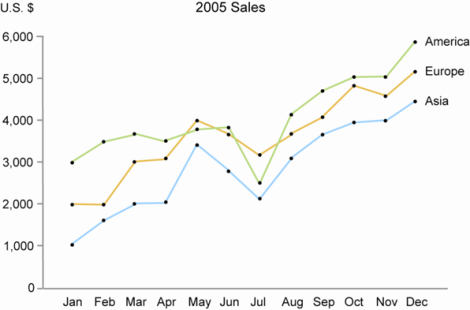 U.S. $
2005 Sales
6,000
5,000
4,000
3,000
2,000
1,000
0
America
Europe
Asia
Jan Feb Mar Apr May Jun Jul Aug Sep Oct Nov Dec